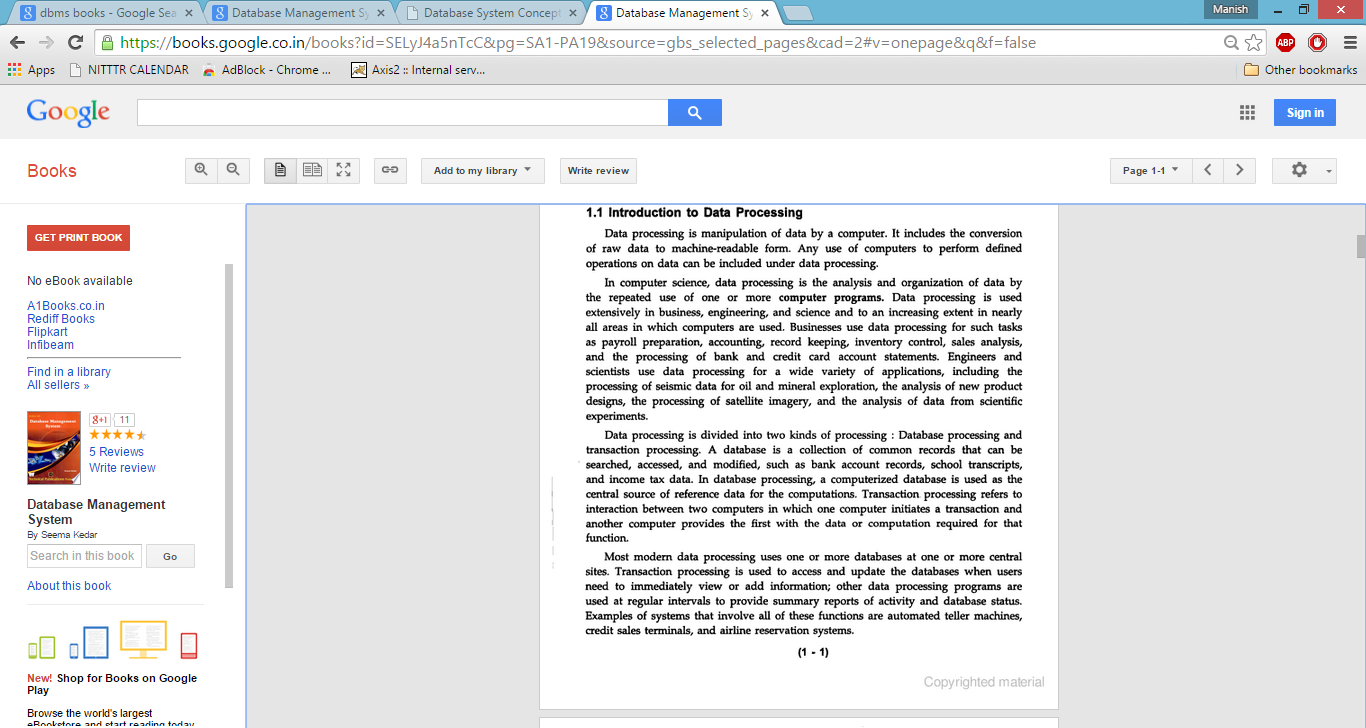 dbms books - Google Sea
Database Management Sy
Database System Concept
Database Management Sy
Manish
https://books.google.co.in/books?id=SELyJ4a5nTcC&pg=SA1-PA19&source=gbs_selected_pages&cad=2#v=onepage&q&f=false
ABP
Apps
NITTTR CALENDAR
AdBlock - Chrome ...
Axis2 :: Internal serv...
Other bookmarks
Google
Sign in
Books
Add to my library
Write review
Page 1-1
GET PRINT BOOK
No eBook available
A1Books.co.in
Rediff Books
Flipkart
Infibeam
Find in a library
All sellers »
Database Management
System
g+1 11
5 Reviews
Write review
Database Management
System
By Seema Kedar
Search in this book Go
About this book
New! Shop for Books on Google
Play
Browse the world's largest
eBookstore and start reading today
1.1 Introduction to Data Processing
Data processing is manipulation of data by a computer. It includes the conversion
of raw data to machine-readable form. Any use of computers to perform defined
operations on data can be included under data processing.
In computer science, data processing is the analysis and organization of data by
the repeated use of one or more computer programs. Data processing is used
extensively in business, engineering, and science and to an increasing extent in nearly
all areas in which computers are used. Businesses use data processing for such tasks
as payroll preparation, accounting, record keeping, inventory control, sales analysis,
and the processing of bank and credit card account statements. Engineers and
scientists use data processing for a wide variety of applications, including the
processing of seismic data for oil and mineral exploration, the analysis of new product
designs, the processing of satellite imagery, and the analysis of data from scientific
experiments.
Data processing is divided into two kinds of processing : Database processing and
transaction processing. A database is a collection of common records that can be
searched, accessed, and modified, such as bank account records, school transcripts,
and income tax data. In database processing, a computerized database is used as the
central source of reference data for the computations. Transaction processing refers to
interaction between two computers in which one computer initiates a transaction and
another computer provides the first with the data or computation required for that
function.
Most modern data processing uses one or more databases at one or more central
sites. Transaction processing is used to access and update the databases when users
need to immediately view or add information; other data processing programs are
used at regular intervals to provide summary reports of activity and database status.
Examples of systems that involve all of these functions are automated teller machines,
credit sales terminals, and airline reservation systems.
(1 - 1)
Copyrighted material